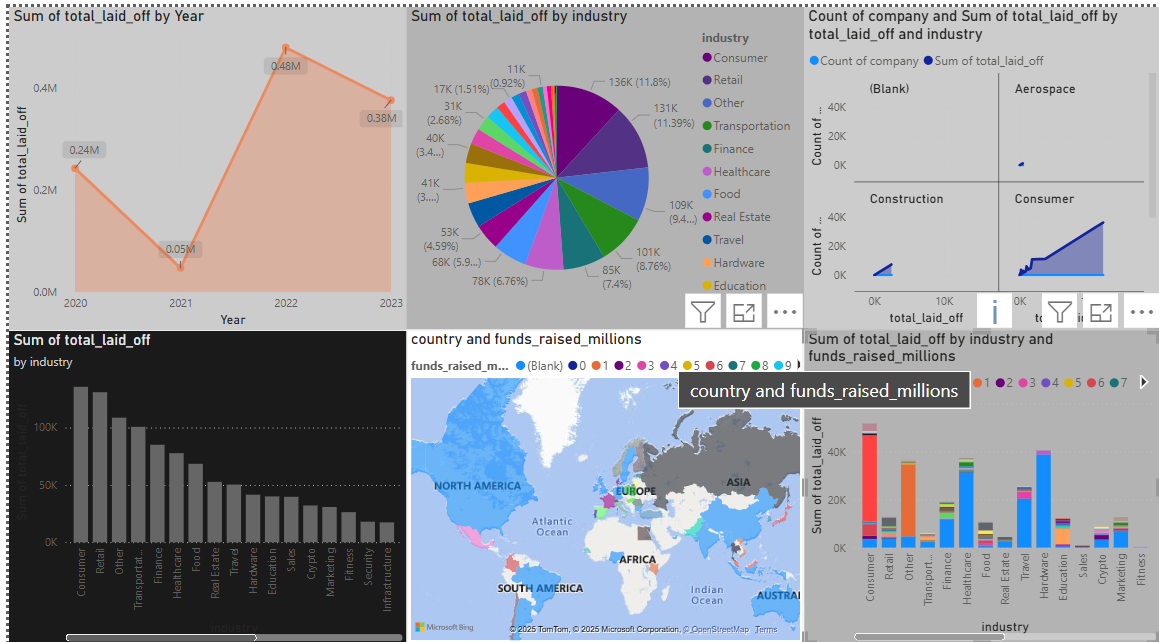 Sum of total_laid_off by Year
Sum of total_laid_off
0.4M
0.2M
0.0M
0.24M
0.05M
0.48M
0.38M
2020
2021
2022
2023
Year
Sum of total_laid_off by industry
136K (11.8%)
131K
(11.39%)
109K
(9.4...)
101K
(8.76%)
85K
(7.4%)
78K (6.76%)
68K (5.9...)
53K
(4.59%)
41K
(3....)
40K
(3.4...)
31K
(2.68%)
17K (1.51%)
11K
(0.92%)
industry
Consumer
Retail
Other
Transportation
Finance
Healthcare
Food
Real Estate
Travel
Hardware
Education
Count of company and Sum of total_laid_off by
total_laid_off and industry
Count of company
Sum of total_laid_off
(Blank)
Aerospace
Count of ...
40K
20K
0K
Construction
Consumer
Count of ...
40K
20K
0K
0K
10K
0K
total_laid_off
Sum of total_laid_off
by industry
Sum of total_laid_off
100K
50K
0K
Consumer
Retail
Other
Transportat...
Finance
Healthcare
Food
Real Estate
Travel
Hardware
Education
Sales
Crypto
Marketing
Fitness
Security
Infrastructure
industry
country and funds_raised_millions
funds_raised_m...
(Blank)
0
1
2
3
4
5
6
7
8
9
country and funds_raised_millions
NORTH AMERICA
EUROPE
ASIA
Atlantic
Ocean
AFRICA
SOUTH AMERICA
Indian
Ocean
AUSTRAL
Microsoft Bing
© 2025 TomTom, © 2025 Microsoft Corporation, © OpenStreetMap Terms
Sum of total_laid_off by industry and
funds_raised_millions
1
2
3
4
5
6
7
Sum of total_laid_off
40K
20K
0K
Consumer
Retail
Other
Transport...
Finance
Healthcare
Food
Real Estate
Travel
Hardware
Education
Sales
Crypto
Marketing
Fitness
industry